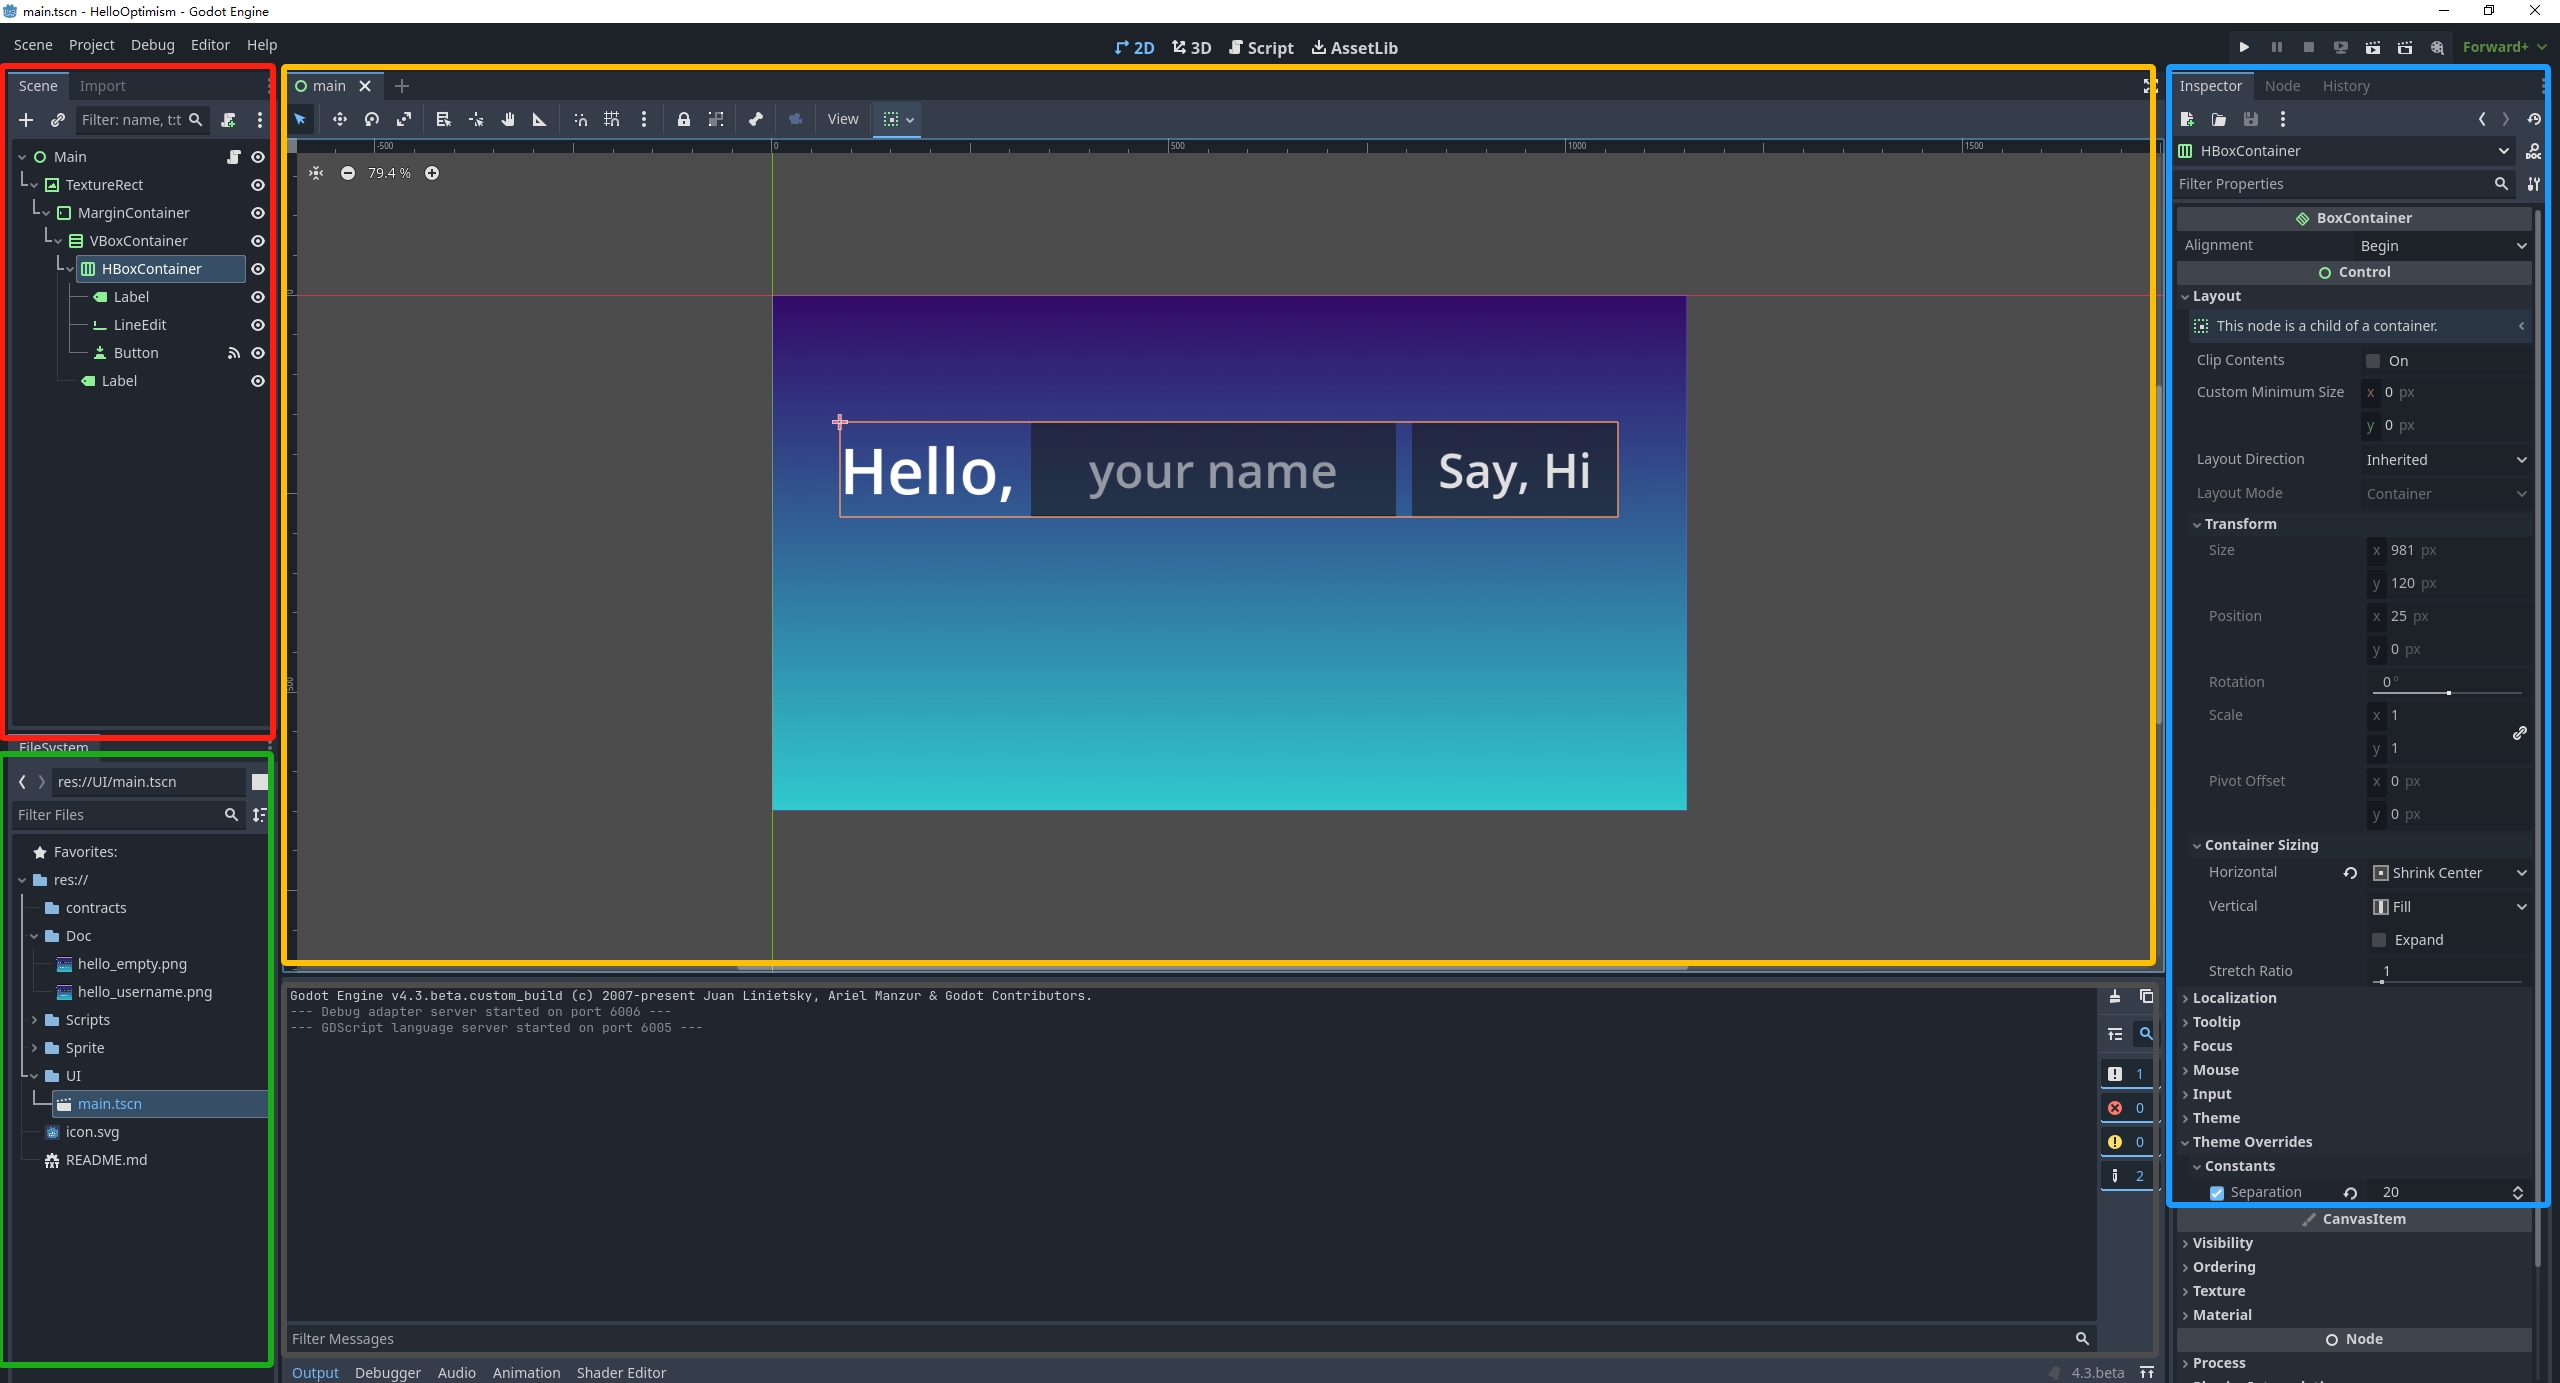 main.tscn - HelloOptimism - Godot Engine
Scene Project Debug Editor Help
2D 3D Script AssetLib
Forward+
Scene Import
Filter: name, t:t
Main
TextureRect
MarginContainer
VBoxContainer
HBoxContainer
Label
LineEdit
Button
Label
FileSystem
res://UI/main.tscn
Filter Files
Favorites:
res://
contracts
Doc
hello_empty.png
hello_username.png
Scripts
Sprite
UI
main.tscn
icon.svg
README.md
main
View
-500 0 500 1000 1500
79.4 %
0
500
Hello, your name Say, Hi
Godot Engine v4.3.beta.custom_build (c) 2007-present Juan Linietsky, Ariel Manzur & Godot Contributors.
--- Debug adapter server started on port 6006 ---
--- GDScript language server started on port 6005 ---
1
0
0
2
Filter Messages
Output Debugger Audio Animation Shader Editor
4.3.beta
Inspector Node History
HBoxContainer
DOC
Filter Properties
BoxContainer
Alignment Begin
Control
Layout
This node is a child of a container.
Clip Contents On
Custom Minimum Size x 0 px
y 0 px
Layout Direction Inherited
Layout Mode Container
Transform
Size x 981 px
y 120 px
Position x 25 px
y 0 px
Rotation 0 °
Scale x 1
y 1
Pivot Offset x 0 px
y 0 px
Container Sizing
Horizontal Shrink Center
Vertical Fill
Expand
Stretch Ratio 1
Localization
Tooltip
Focus
Mouse
Input
Theme
Theme Overrides
Constants
Separation 20
CanvasItem
Visibility
Ordering
Texture
Material
Node
Process